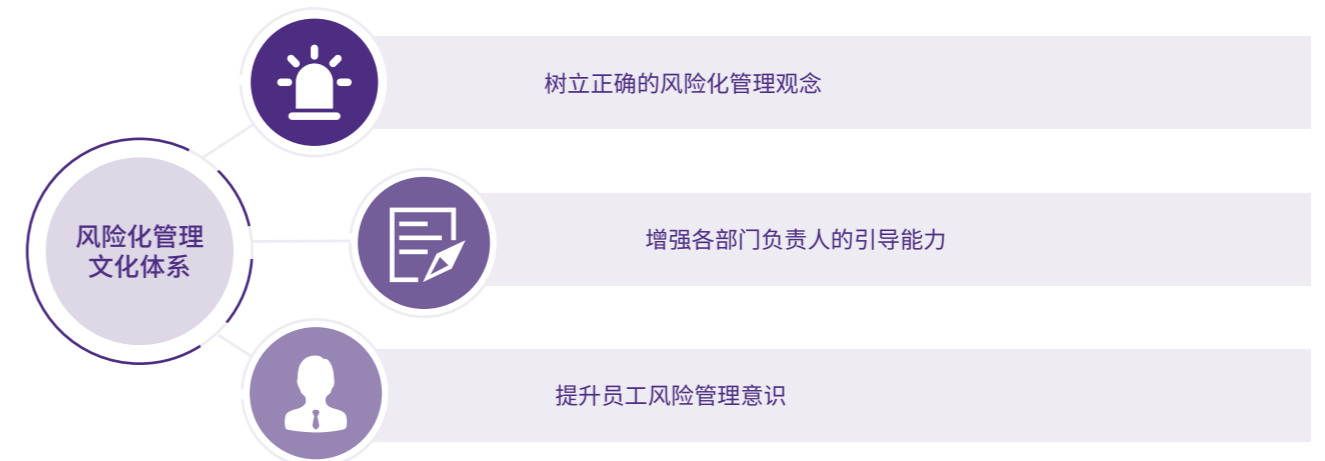 树立正确的风险化管理观念
风险化管理
文化体系
增强各部门负责人的引导能力
提升员工风险管理意识